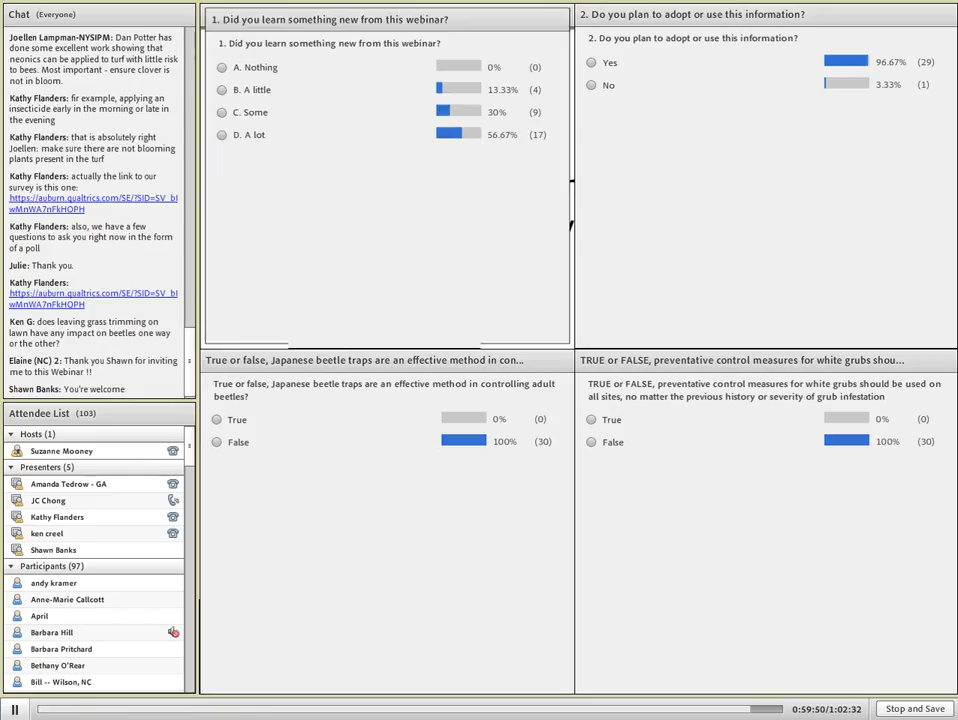 Chat (Everyone)
Joellen Lampman-NYSIPM: Dan Potter has
done some excellent work showing that
neonics can be applied to turf with little risk
to bees. Most important - ensure clover is
not in bloom.
Kathy Flanders: fir example, applying an
insecticide early in the morning or late in
the evening
Kathy Flanders: that is absolutely right
Joellen: make sure there are not blooming
plants present in the turf
Kathy Flanders: actually the link to our
survey is this one:
https://auburn.qualtrics.com/SE/?SID=SV_bI
wMnWA7nFkHOPH
Kathy Flanders: also, we have a few
questions to ask you right now in the form
of a poll
Julie: Thank you.
Kathy Flanders:
https://auburn.qualtrics.com/SE/?SID=SV_bI
wMnWA7nFkHOPH
Ken G: does leaving grass trimming on
lawn have any impact on beetles one way
or the other?
Elaine (NC) 2: Thank you Shawn for inviting
me to this Webinar !!
Shawn Banks: You're welcome
Attendee List (103)
Hosts (1)
Suzanne Mooney
Presenters (5)
Amanda Tedrow - GA
JC Chong
Kathy Flanders
ken creel
Shawn Banks
Participants (97)
andy kramer
Anne-Marie Callcott
April
Barbara Hill
Barbara Pritchard
Bethany O'Rear
Bill -- Wilson, NC
1. Did you learn something new from this webinar?
1. Did you learn something new from this webinar?
A. Nothing 0% (0)
B. A little 13.33% (4)
C. Some 30% (9)
D. A lot 56.67% (17)
2. Do you plan to adopt or use this information?
2. Do you plan to adopt or use this information?
Yes 96.67% (29)
No 3.33% (1)
True or false, Japanese beetle traps are an effective method in con...
True or false, Japanese beetle traps are an effective method in controlling adult
beetles?
True 0% (0)
False 100% (30)
TRUE or FALSE, preventative control measures for white grubs shou...
TRUE or FALSE, preventative control measures for white grubs should be used on
all sites, no matter the previous history or severity of grub infestation
True 0% (0)
False 100% (30)
0:59:50/1:02:32
Stop and Save